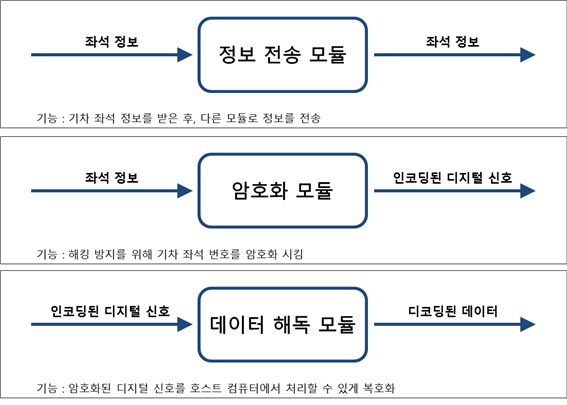 좌석 정보
정보 전송 모듈
좌석 정보
기능 : 기차 좌석 정보를 받은 후, 다른 모듈로 정보를 전송
좌석 정보
암호화 모듈
인코딩된 디지털 신호
기능 : 해킹 방지를 위해 기차 좌석 번호를 암호화 시킴
인코딩된 디지털 신호
데이터 해독 모듈
디코딩된 데이터
기능 : 암호화된 디지털 신호를 호스트 컴퓨터에서 처리할 수 있게 복호화